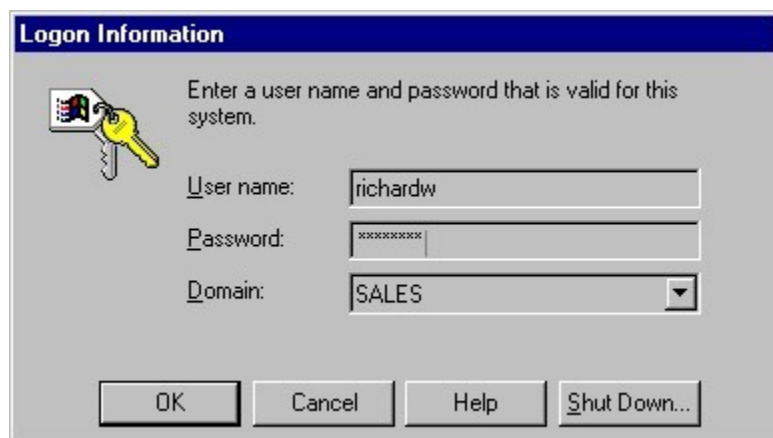 Logon Information
Enter a user name and password that is valid for this
system.
User name: richardw
Password: ********
Domain: SALES
OK Cancel Help Shut Down...